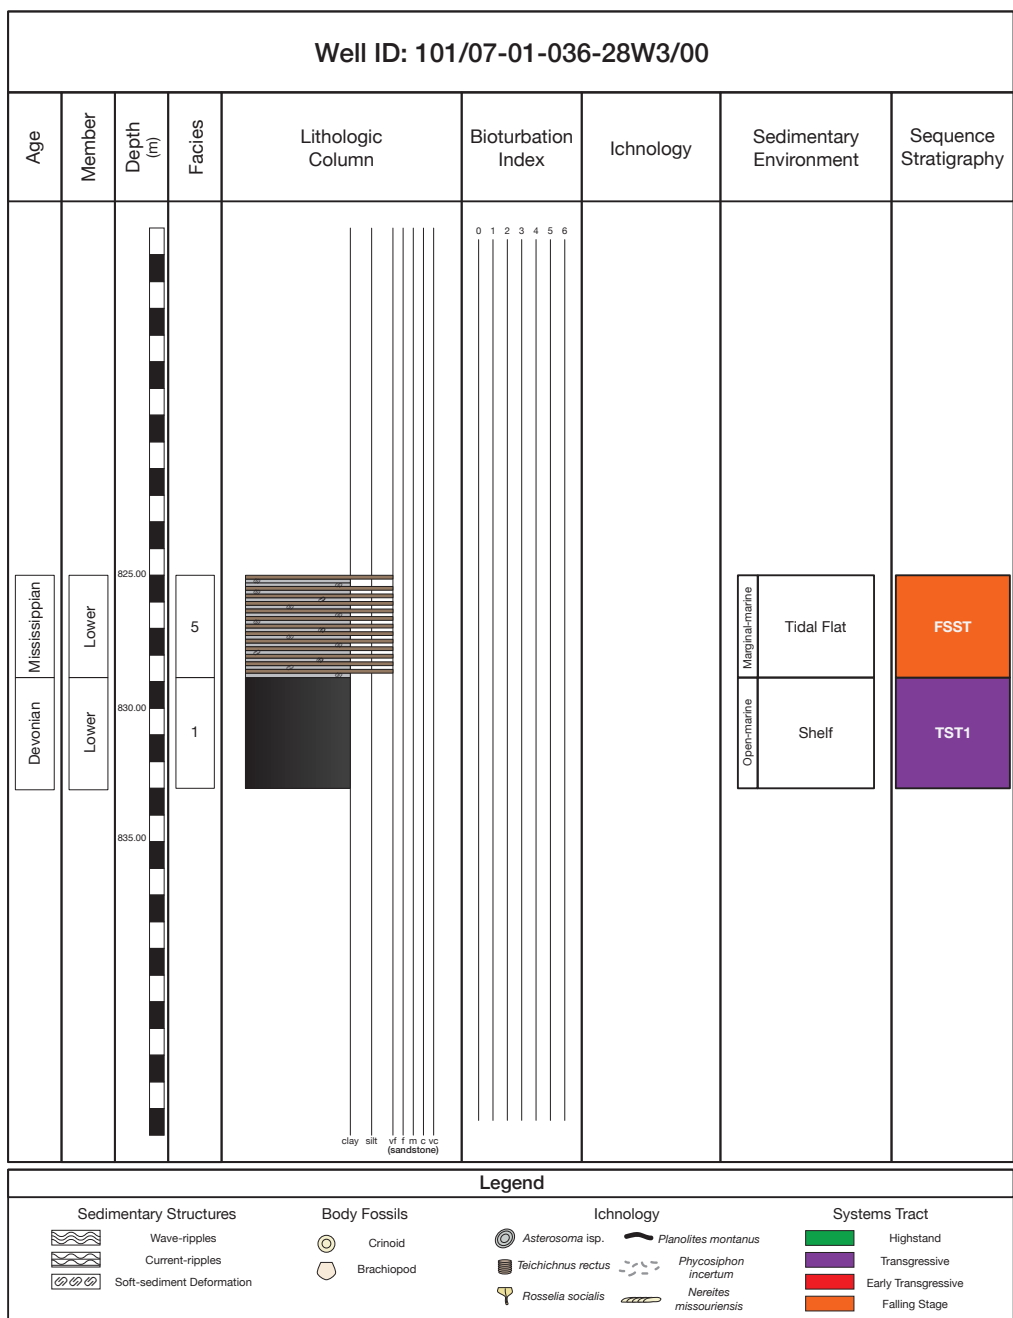 Well ID: 101/07-01-036-28W3/00
Age
Member
Depth
(m)
Facies
Lithologic
Column
Bioturbation
Index
Ichnology
Sedimentary
Environment
Sequence
Stratigraphy
0 1 2 3 4 5 6
825.00
Mississippian
Lower
5
Marginal-marine
Tidal Flat
FSST
830.00
Devonian
Lower
1
Open-marine
Shelf
TST1
835.00
clay silt vf f m c vc
(sandstone)
Legend
Sedimentary Structures
Wave-ripples
Current-ripples
Soft-sediment Deformation
Body Fossils
Crinoid
Brachiopod
Ichnology
Asterosoma isp.
Teichichnus rectus
Rosselia socialis
Planolites montanus
Phycosiphon
incertum
Nereites
missouriensis
Systems Tract
Highstand
Transgressive
Early Transgressive
Falling Stage